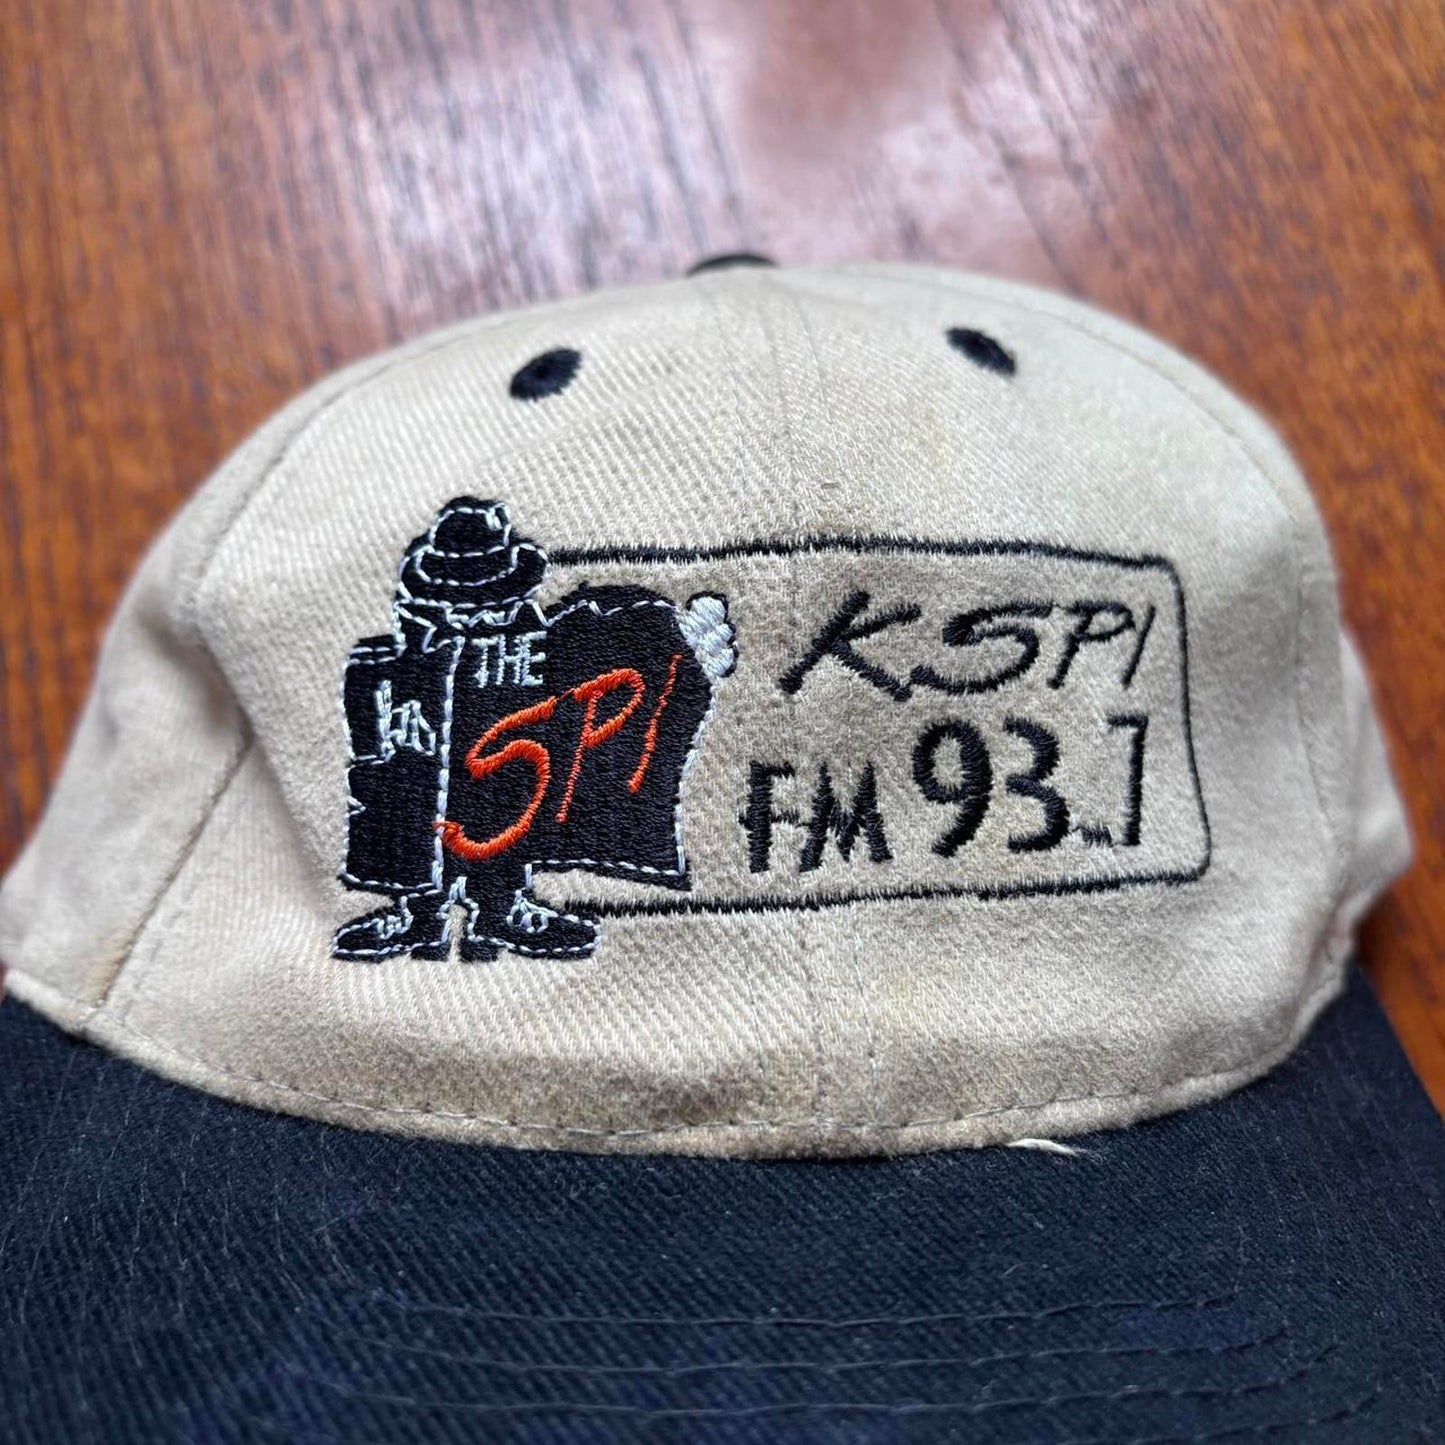 THE
SPI
KSPI
FM 93.7